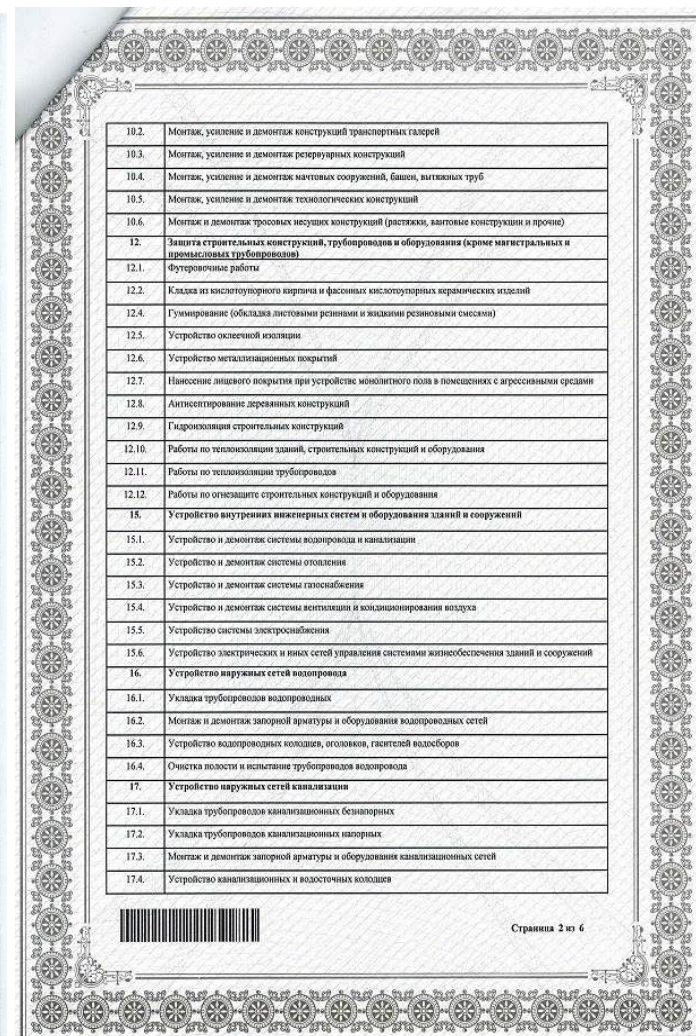 10.2. Монтаж, усиление и демонтаж конструкций транспортных галерей
10.3. Монтаж, усиление и демонтаж резервуарных конструкций
10.4. Монтаж, усиление и демонтаж мачтовых сооружений, башен, вытяжных труб
10.5. Монтаж, усиление и демонтаж технологических конструкций
10.6. Монтаж и демонтаж тросовых несущих конструкций (растяжки, вантовые конструкции и прочие)
12. Защита строительных конструкций, трубопроводов и оборудования (кроме магистральных и
промысловых трубопроводов)
12.1. Футеровочные работы
12.2. Кладка из кислотоупорного кирпича и фасонных кислотоупорных керамических изделий
12.4. Гуммирование (обкладка листовыми резинами и жидкими резиновыми смесями)
12.5. Устройство оклеечной изоляции
12.6. Устройство металлизационных покрытий
12.7. Нанесение лицевого покрытия при устройстве монолитного пола в помещениях с агрессивными средами
12.8. Антисептирование деревянных конструкций
12.9. Гидроизоляция строительных конструкций
12.10. Работы по теплоизоляции зданий, строительных конструкций и оборудования
12.11. Работы по теплоизоляции трубопроводов
12.12. Работы по огнезащите строительных конструкций и оборудования
15. Устройство внутренних инженерных систем и оборудования зданий и сооружений
15.1. Устройство и демонтаж системы водопровода и канализации
15.2. Устройство и демонтаж системы отопления
15.3. Устройство и демонтаж системы газоснабжения
15.4. Устройство и демонтаж системы вентиляции и кондиционирования воздуха
15.5. Устройство системы электроснабжения
15.6. Устройство электрических и иных сетей управления системами жизнеобеспечения зданий и сооружений
16. Устройство наружных сетей водопровода
16.1. Укладка трубопроводов водопроводных
16.2. Монтаж и демонтаж запорной арматуры и оборудования водопроводных сетей
16.3. Устройство водопроводных колодцев, оголовков, гасителей водосборов
16.4. Очистка полости и испытание трубопроводов водопровода
17. Устройство наружных сетей канализации
17.1. Укладка трубопроводов канализационных безнапорных
17.2. Укладка трубопроводов канализационных напорных
17.3. Монтаж и демонтаж запорной арматуры и оборудования канализационных сетей
17.4. Устройство канализационных и водосточных колодцев
Страница 2 из 6